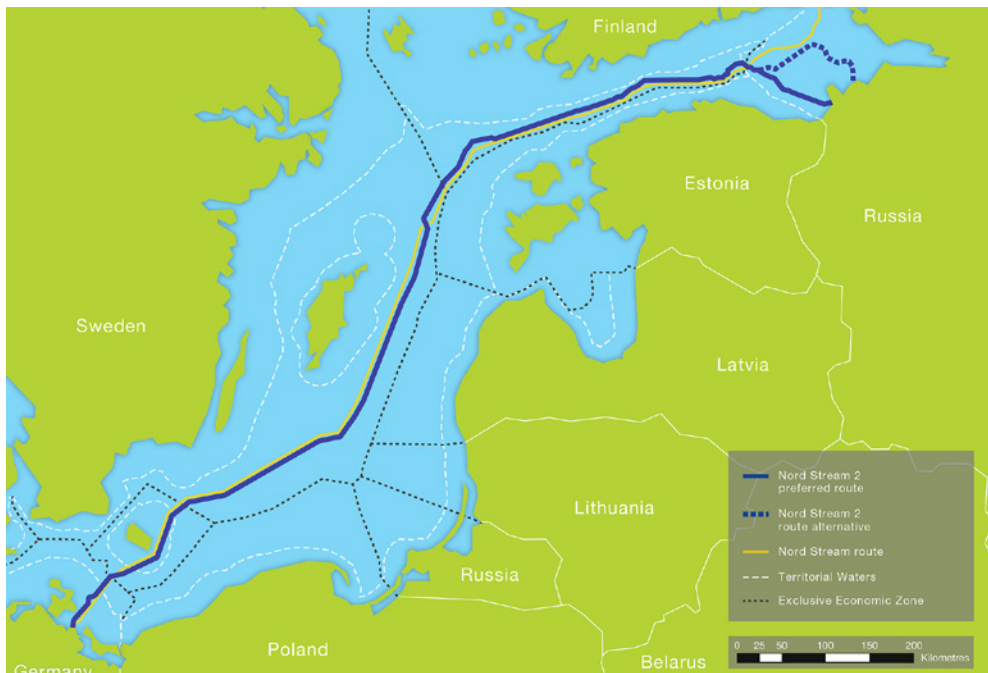 Finland
Estonia
Russia
Sweden
Latvia
Lithuania
Russia
Poland
Belarus
Germany
Nord Stream 2
preferred route
Nord Stream 2
route alternative
Nord Stream route
Territorial Waters
Exclusive Economic Zone
0 25 50 100 150 200
Kilometres